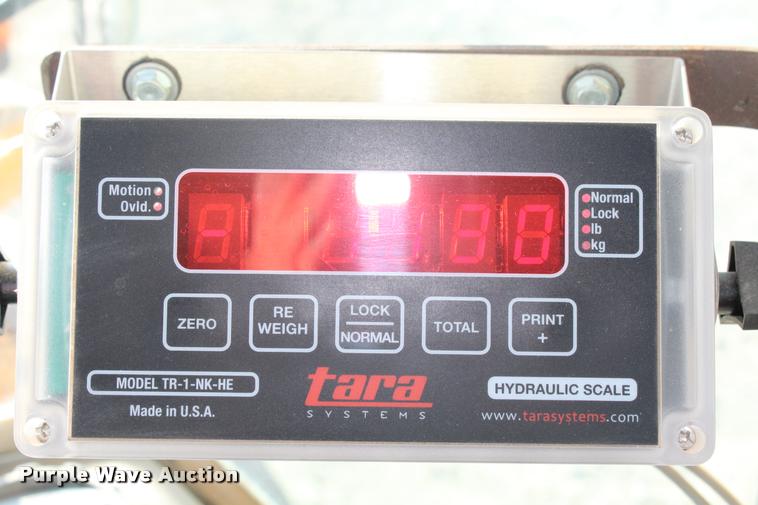 Motion
Ovld.
Normal
Lock
lb
kg
ZERO
RE
WEIGH
LOCK
NORMAL
TOTAL
PRINT
+
MODEL TR-1-NK-HE
Made in U.S.A.
tara
SYSTEMS
HYDRAULIC SCALE
www.tarasystems.com
Purple Wave Auction